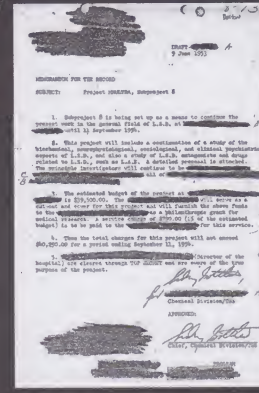 DRAFT
9 June 1953
MEMORANDUM FOR THE RECORD
SUBJECT: Project MKULTRA, Subproject 8
1. Subproject 8 is being set up as a means to continue the
present work in the general field of L.S.D. at
until 11 September 1954.
2. This project will include a continuation of a study of the
biochemical, neurophysiological, sociological, and clinical psychiatric
aspects of L.S.D., and also a study of L.S.D. antagonists and drugs
related to L.S.D., such as L.A.E. A detailed proposal is attached.
The principle investigators will continue to be
all of
3. The estimated budget of the project at
is $39,500.00. The will serve as a
cut-out and cover for this project and will furnish the above funds
to the as a philanthropic grant for
medical research. A service charge of $790.00 (2% of the estimated
budget) is to be paid to the for this service.
4. Thus the total charges for this project will not exceed
$40,290.00 for a period ending September 11, 1954.
5. (Director of the
hospital) are cleared through TOP SECRET and are aware of the true
purpose of the project.
Chemical Division/TSS
APPROVED:
Chief, Chemical Division/TSS